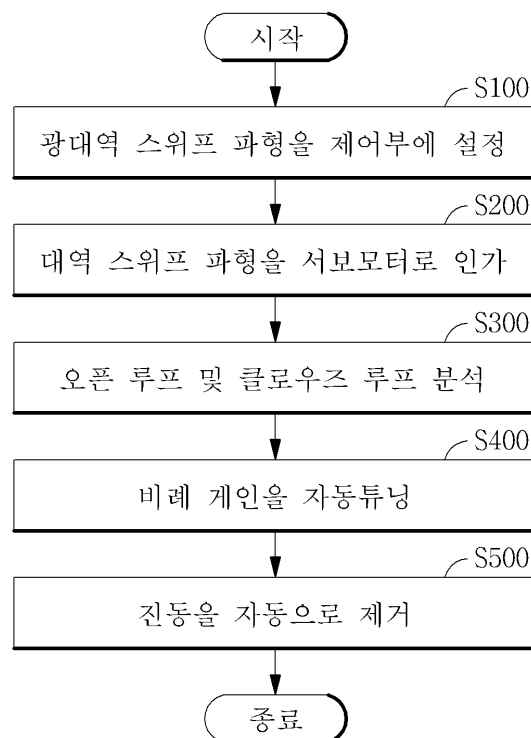 시작
S100
광대역 스위프 파형을 제어부에 설정
S200
대역 스위프 파형을 서보모터로 인가
S300
오픈 루프 및 클로우즈 루프 분석
S400
비례 게인을 자동튜닝
S500
진동을 자동으로 제거
종료